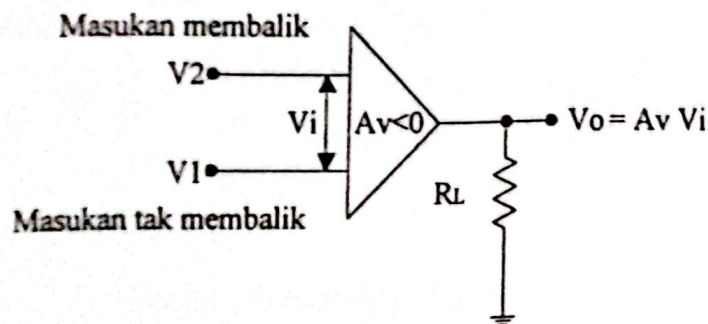 Masukan membalik
V2
Vi
Av<0
Vo = Av Vi
V1
RL
Masukan tak membalik